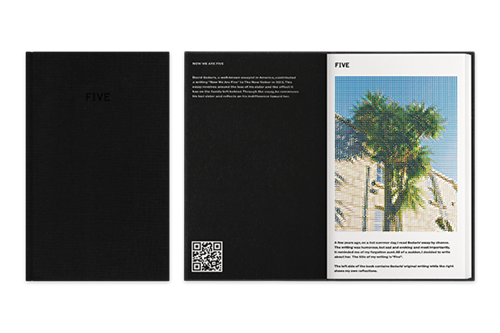 FIVE
NOW WE ARE FIVE
David Sedaris, a well-known essayist in America, contributed
a writing "Now We Are Five" to The New Yorker in 2013. This
essay revolves around the loss of his sister and the effect it
has on the family left behind. Through the essay, he reminisces
his lost sister and reflects on his indifference toward her.
FIVE
A few years ago, on a hot summer day, I read Sedaris' essay by chance.
The writing was humorous, but sad and striking and most importantly,
it reminded me of my forgotten aunt. All of a sudden, I decided to write
about her. The title of my writing is "Five".
The left side of the book contains Sedaris' original writing while the right
shows my own reflections.